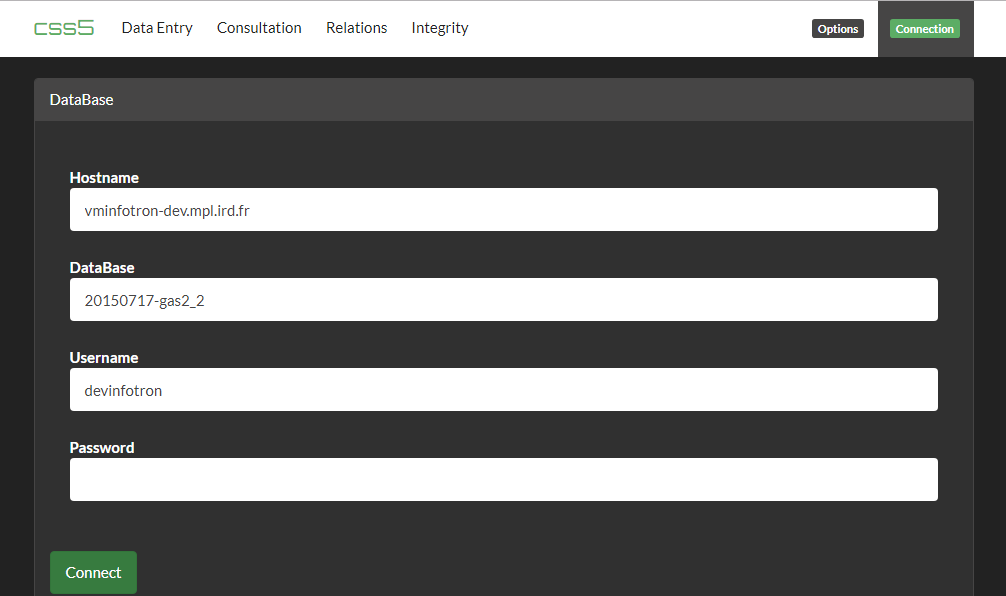 css5 Data Entry Consultation Relations Integrity Options Connection
DataBase
Hostname
vminfotron-dev.mpl.ird.fr
DataBase
20150717-gas2_2
Username
devinfotron
Password
Connect